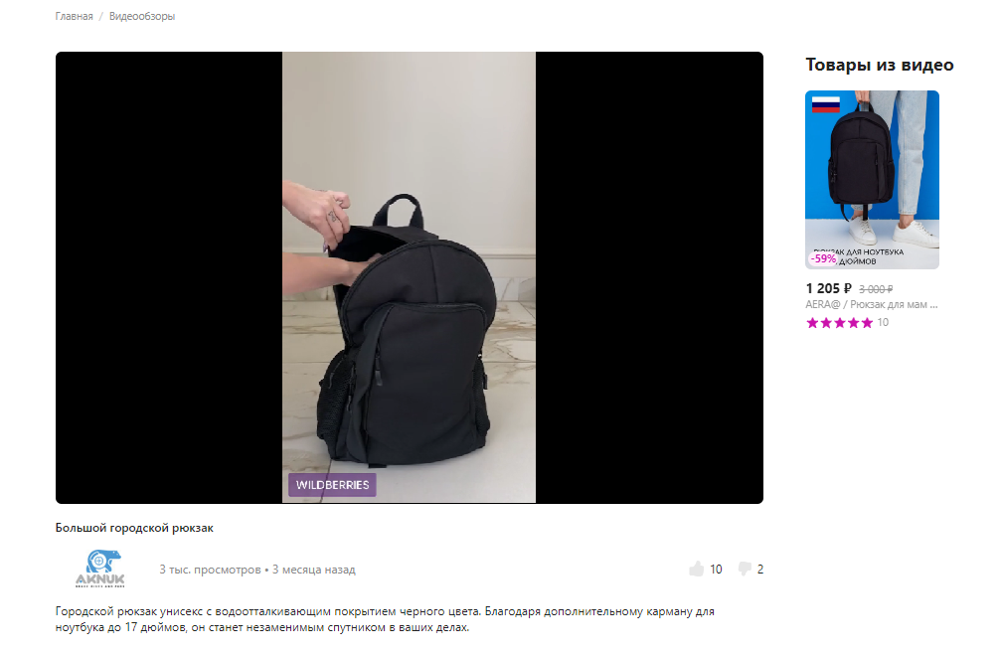 Главная / Видеообзоры
Товары из видео
WILDBERRIES
ДЛЯ НОУТБУКА
-59%
ДЮЙМОВ
1 205 ₽ 3 000 ₽
AERA@ / Рюкзак для мам ...
10
Большой городской рюкзак
AKNUK
3 тыс. просмотров • 3 месяца назад
10
2
Городской рюкзак унисекс с водоотталкивающим покрытием черного цвета. Благодаря дополнительному карману для
ноутбука до 17 дюймов, он станет незаменимым спутником в ваших делах.